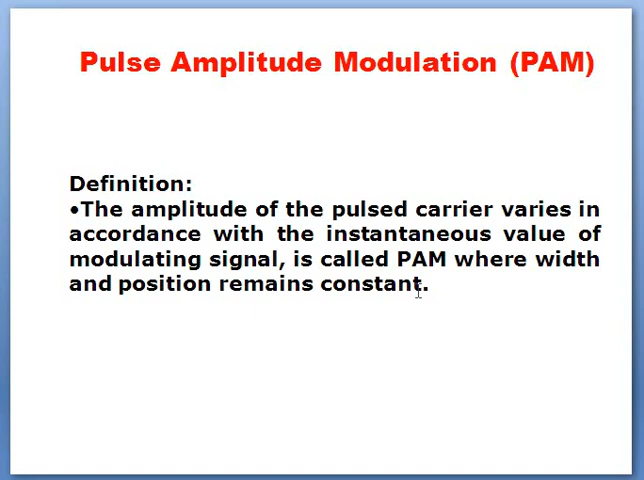 Pulse Amplitude Modulation (PAM)
Definition:
•The amplitude of the pulsed carrier varies in
accordance with the instantaneous value of
modulating signal, is called PAM where width
and position remains constant.